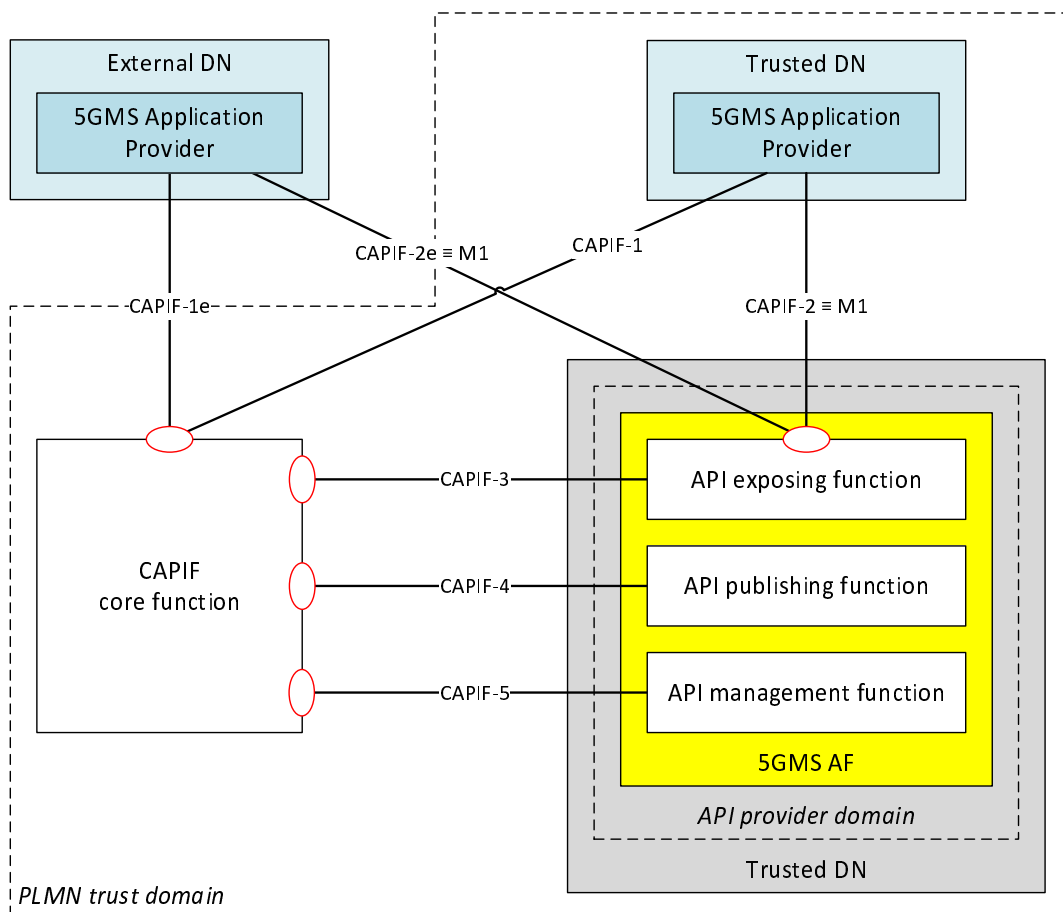 External DN
5GMS Application
Provider
Trusted DN
5GMS Application
Provider
CAPIF-2e ≡ M1
CAPIF-1
CAPIF-1e
CAPIF-2 ≡ M1
CAPIF
core function
CAPIF-3
CAPIF-4
CAPIF-5
API exposing function
API publishing function
API management function
5GMS AF
API provider domain
Trusted DN
PLMN trust domain